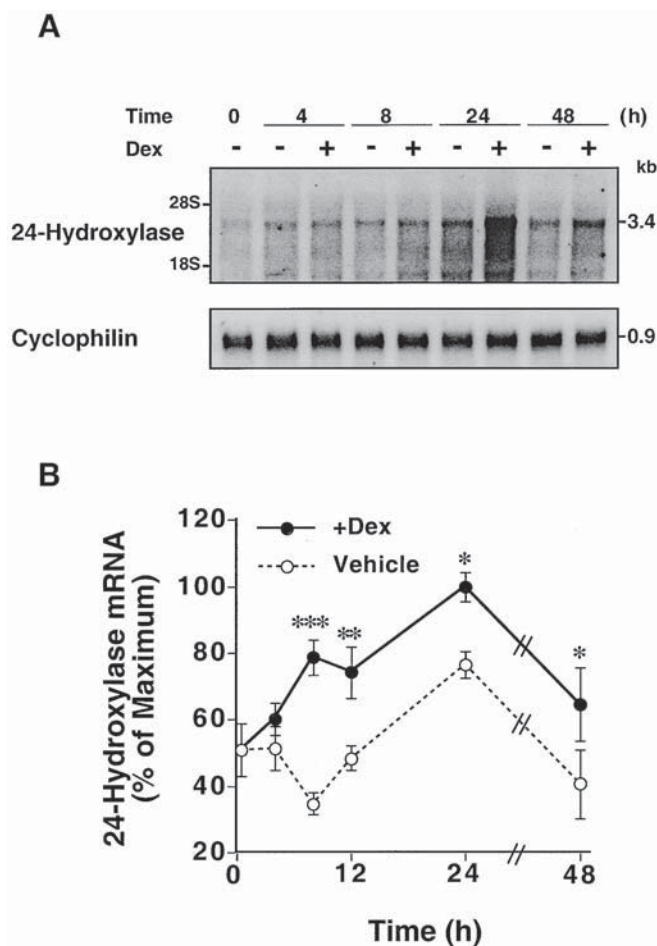 A
Time 0 4 8 24 48 (h)
Dex - - + - + - + - +
kb
28S
24-Hydroxylase 3.4
18S
Cyclophilin 0.9
B
120
+Dex
Vehicle
100
80
60
40
20
*** ** * *
24-Hydroxylase mRNA
(% of Maximum)
0 12 24 48
Time (h)